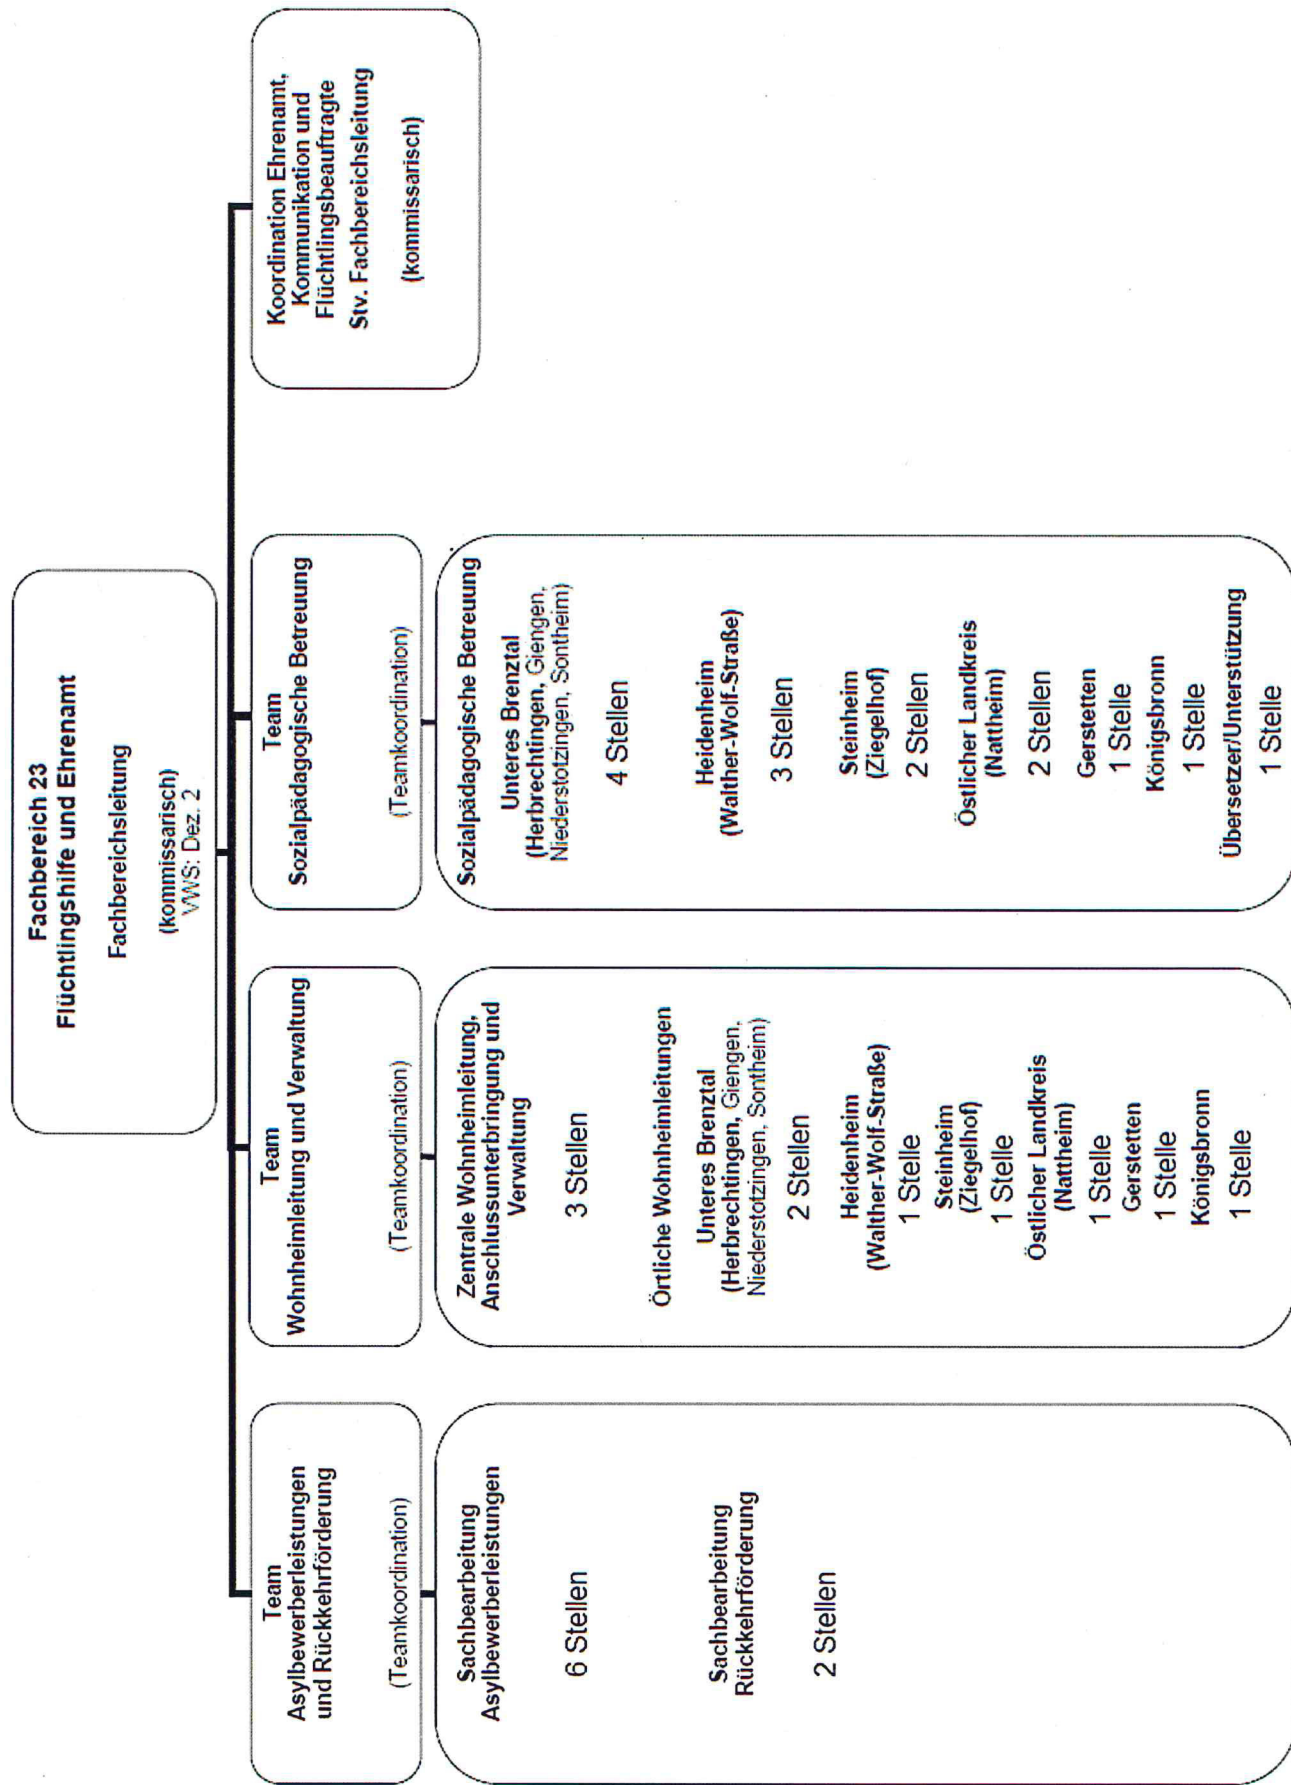 Fachbereich 23
Flüchtlingshilfe und Ehrenamt
Fachbereichsleitung
(kommissarisch)
VWS: Dez. 2
Team
Asylbewerberleistungen
und Rückkehrförderung
(Teamkoordination)
Sachbearbeitung
Asylbewerberleistungen
6 Stellen
Sachbearbeitung
Rückkehrförderung
2 Stellen
Team
Wohnheimleitung und Verwaltung
(Teamkoordination)
Zentrale Wohnheimleitung,
Anschlussunterbringung und
Verwaltung
3 Stellen
Örtliche Wohnheimleitungen
Unteres Brenztal
(Herbrechtingen, Giengen,
Niederstotzingen, Sontheim)
2 Stellen
Heidenheim
(Walther-Wolf-Straße)
1 Stelle
Steinheim
(Ziegelhof)
1 Stelle
Östlicher Landkreis
(Nattheim)
1 Stelle
Gerstetten
1 Stelle
Königsbronn
1 Stelle
Team
Sozialpädagogische Betreuung
(Teamkoordination)
Sozialpädagogische Betreuung
Unteres Brenztal
(Herbrechtingen, Giengen,
Niederstotzingen, Sontheim)
4 Stellen
Heidenheim
(Walther-Wolf-Straße)
3 Stellen
Steinheim
(Ziegelhof)
2 Stellen
Östlicher Landkreis
(Nattheim)
2 Stellen
Gerstetten
1 Stelle
Königsbronn
1 Stelle
Übersetzer/Unterstützung
1 Stelle
Koordination Ehrenamt,
Kommunikation und
Flüchtlingsbeauftragte
Stv. Fachbereichsleitung
(kommissarisch)